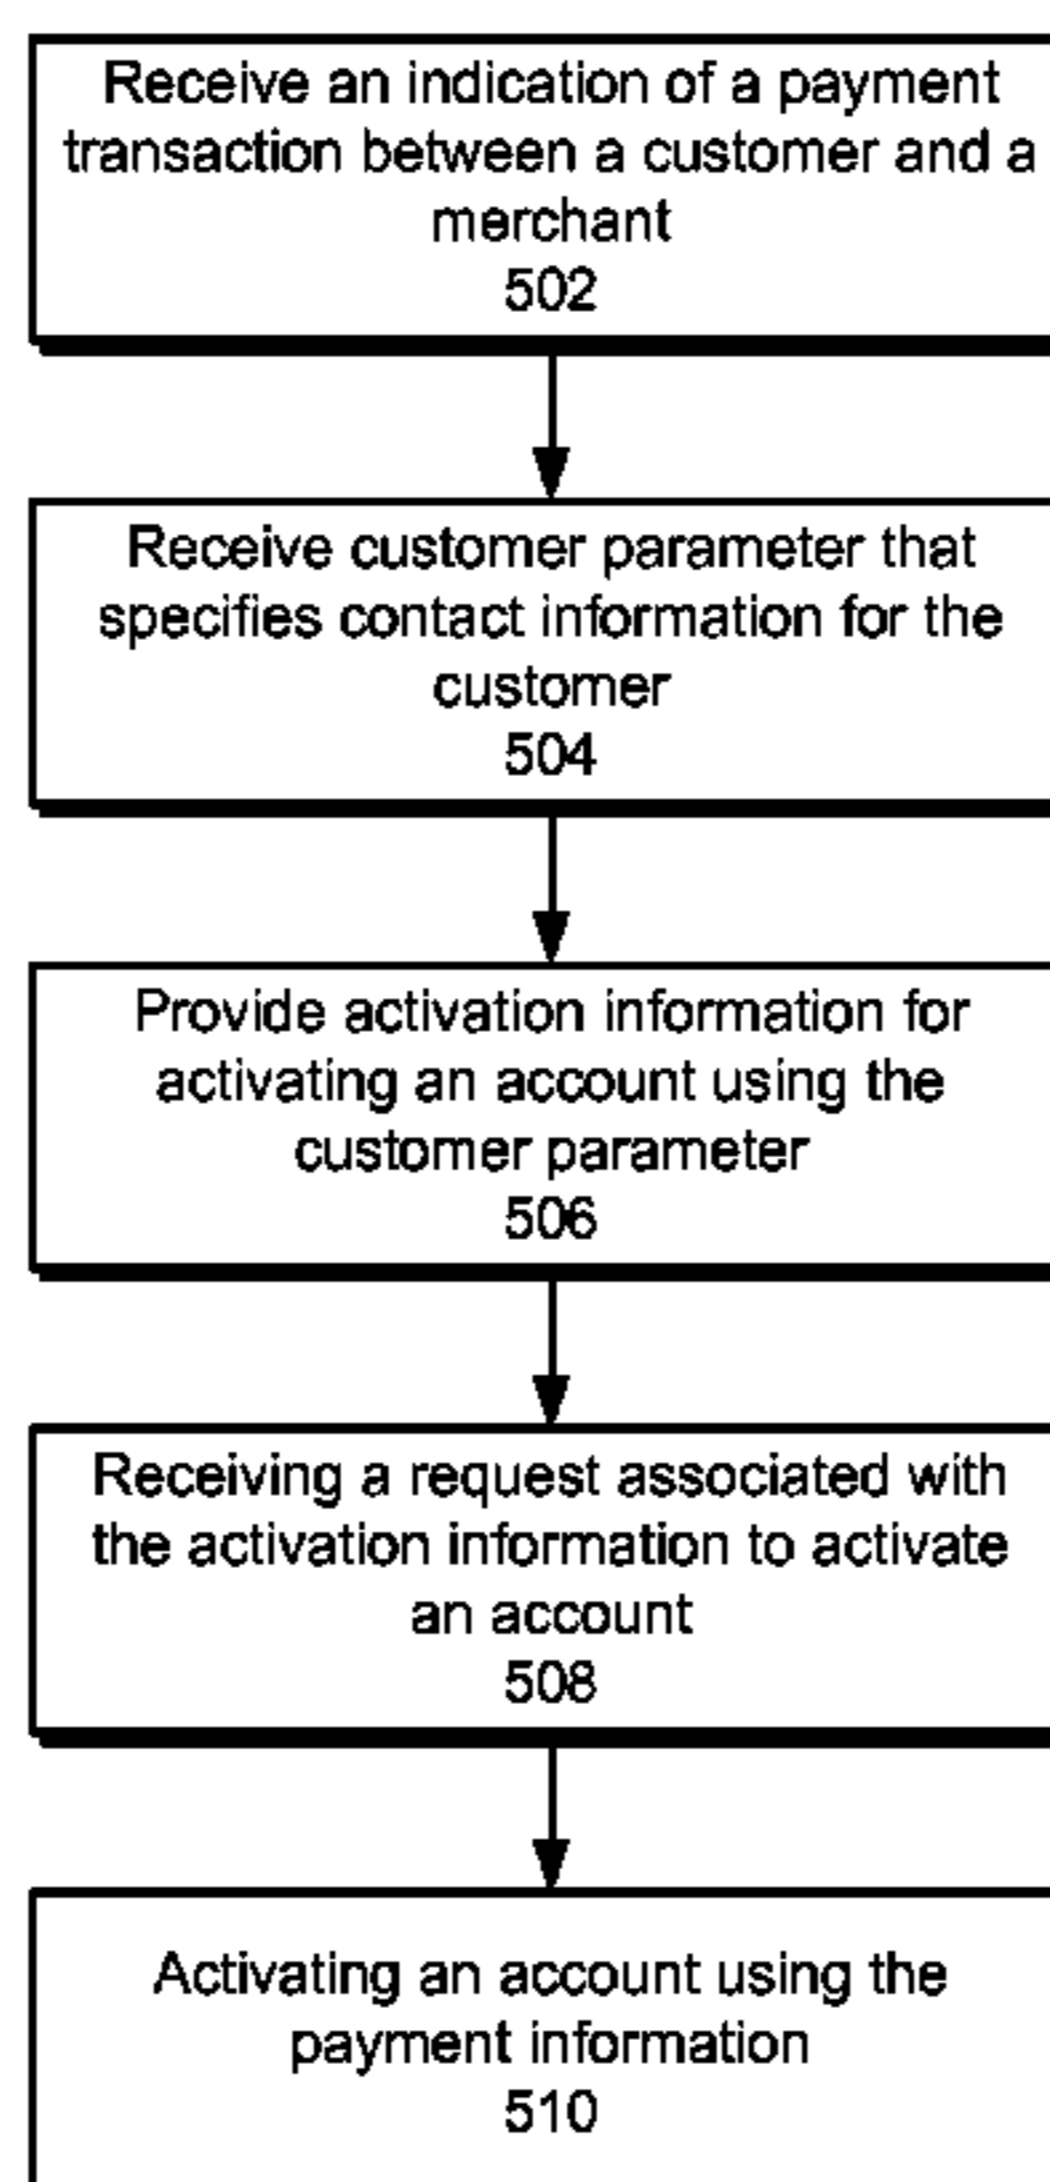 Receive an indication of a payment
transaction between a customer and a
merchant
502
Receive customer parameter that
specifies contact information for the
customer
504
Provide activation information for
activating an account using the
customer parameter
506
Receiving a request associated with
the activation information to activate
an account
508
Activating an account using the
payment information
510